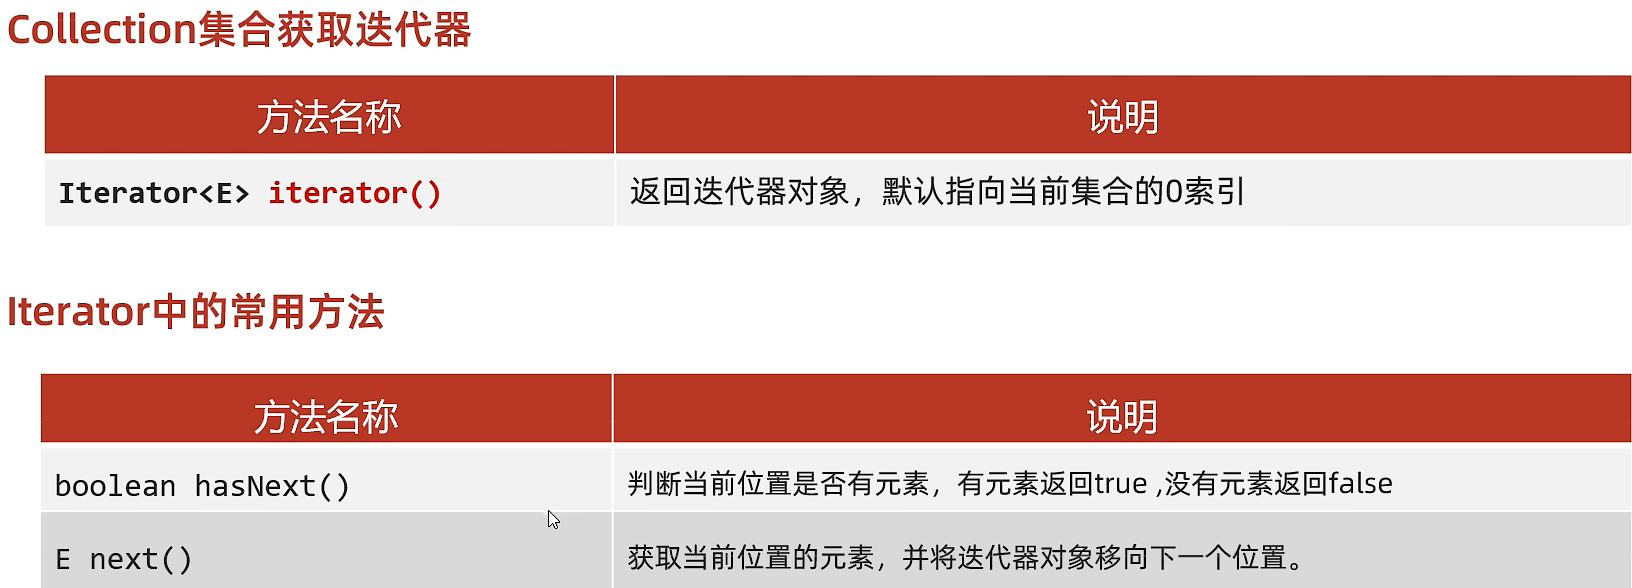 Collection集合获取迭代器
方法名称 说明
Iterator<E> iterator() 返回迭代器对象，默认指向当前集合的0索引
Iterator中的常用方法
方法名称 说明
boolean hasNext() 判断当前位置是否有元素，有元素返回true ,没有元素返回false
E next() 获取当前位置的元素，并将迭代器对象移向下一个位置。